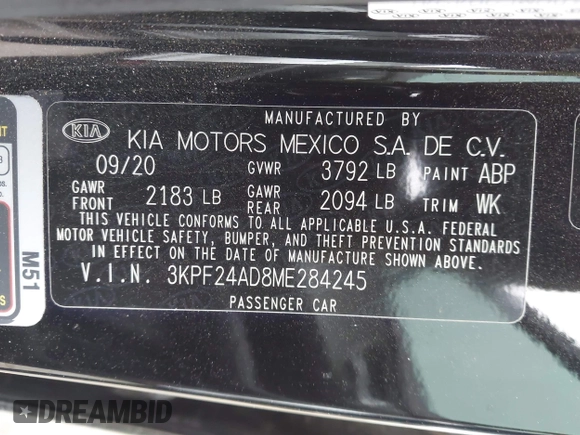 MANUFACTURED BY
KIA KIA MOTORS MEXICO S.A. DE C.V.
09/20 GVWR 3792 LB PAINT ABP
GAWR FRONT 2183 LB GAWR REAR 2094 LB TRIM WK
THIS VEHICLE CONFORMS TO ALL APPLICABLE U.S.A. FEDERAL
MOTOR VEHICLE SAFETY, BUMPER, AND THEFT PREVENTION STANDARDS
IN EFFECT ON THE DATE OF MANUFACTURE SHOWN ABOVE.
V.I.N. 3KPF24AD8ME284245
PASSENGER CAR
M51
DREAMBID